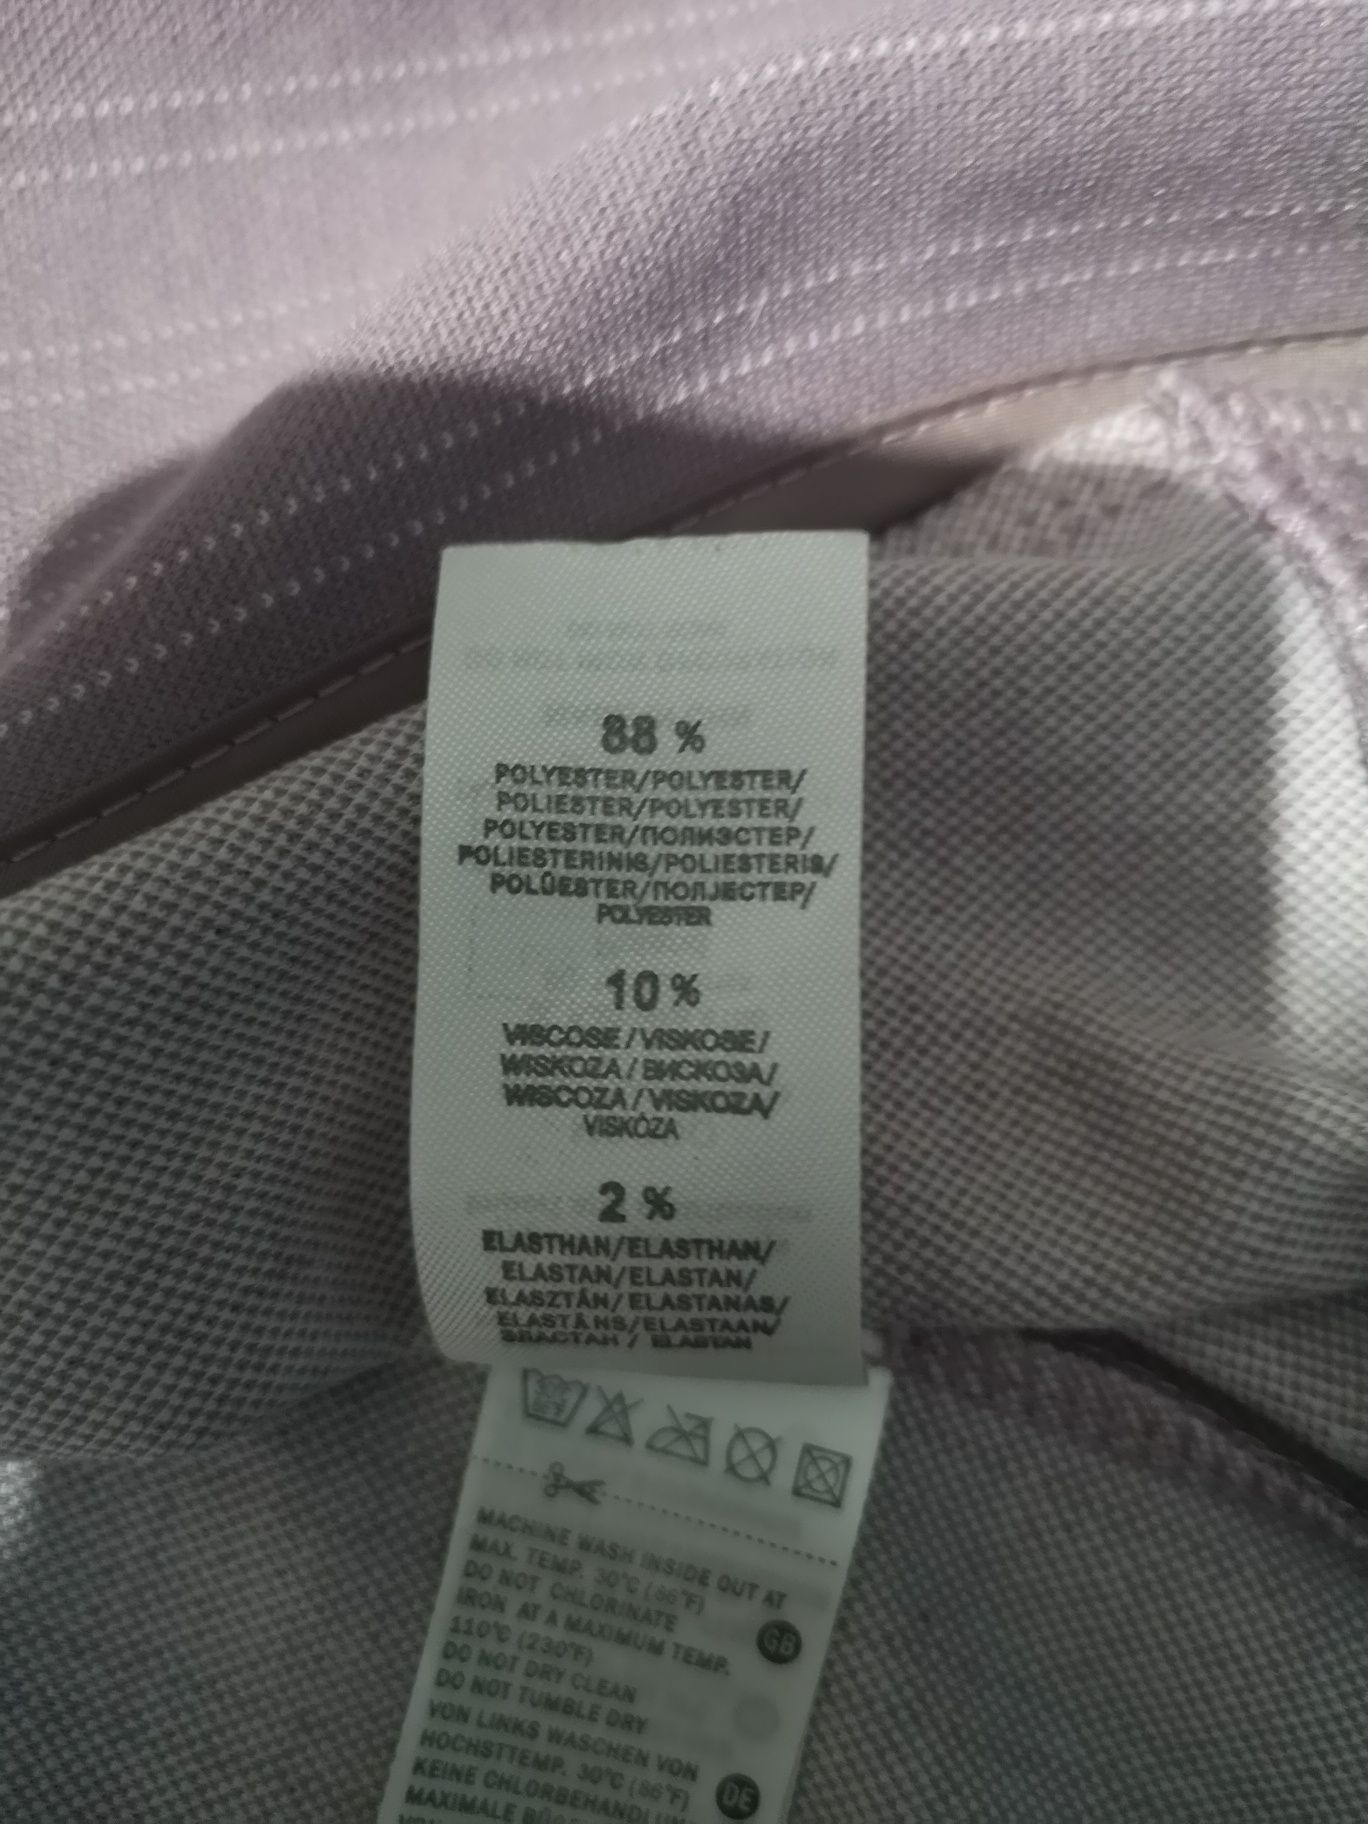 88 %
POLYESTER/POLYESTER/
POLIESTER/POLYESTER/
POLYESTER/ПОЛИЭСТЕР/
POLIESTERINIS/POLIESTERIS/
POLÜESTER/ПОЛЈЕСТЕР/
POLYESTER
10 %
VISCOSE / VISKOSE /
WISKOZA / ВИСКОЗА/
WISCOZA / VISKOZA/
VISKÓZA
2 %
ELASTHAN/ELASTHAN/
ELASTAN/ELASTAN/
ELASZTÁN/ELASTANAS/
ELASTĀNS/ELASTAAN/
/ ELASTAN
MACHINE WASH INSIDE OUT AT
MAX. TEMP. 30°C (86°F)
DO NOT CHLORINATE
IRON AT A MAXIMUM TEMP.
110°C (230°F)
DO NOT DRY CLEAN
DO NOT TUMBLE DRY
GB
VON LINKS WASCHEN VON
HOCHSTTEMP. 30°C (86°F)
KEINE CHLORBEHANDLUNG
MAXIMALE
DE